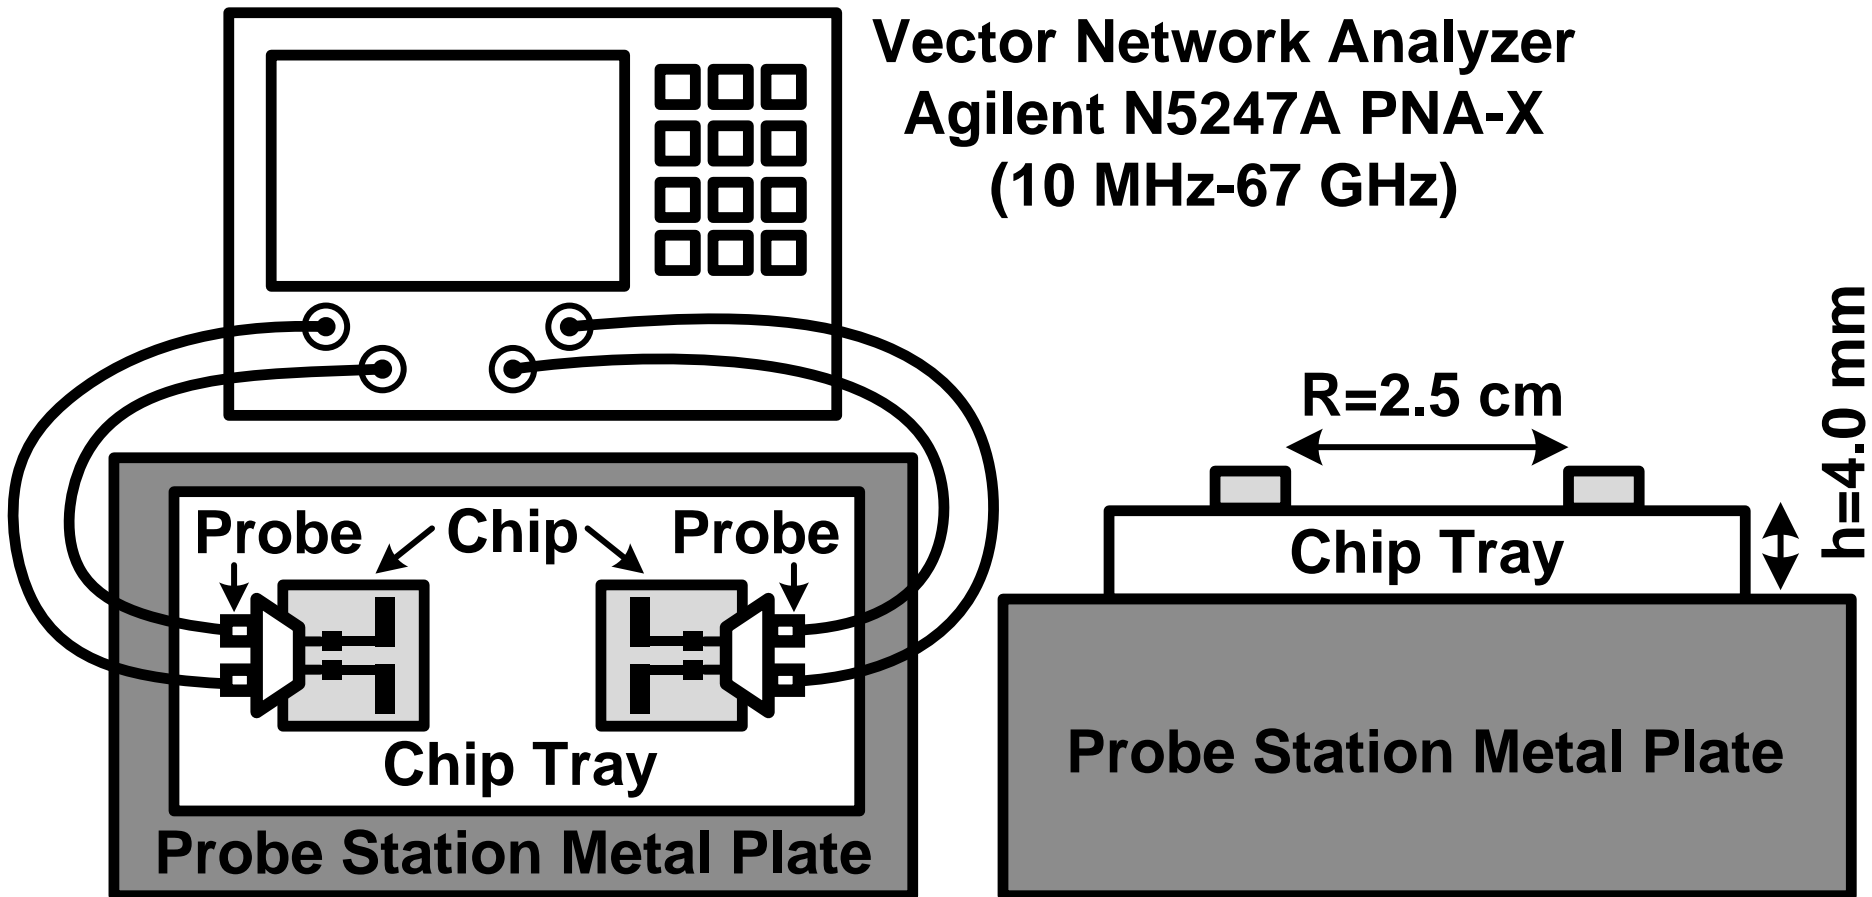 Vector Network Analyzer
Agilent N5247A PNA-X
(10 MHz-67 GHz)
Probe
Chip
Probe
Chip Tray
Probe Station Metal Plate
R=2.5 cm
h=4.0 mm
Chip Tray
Probe Station Metal Plate